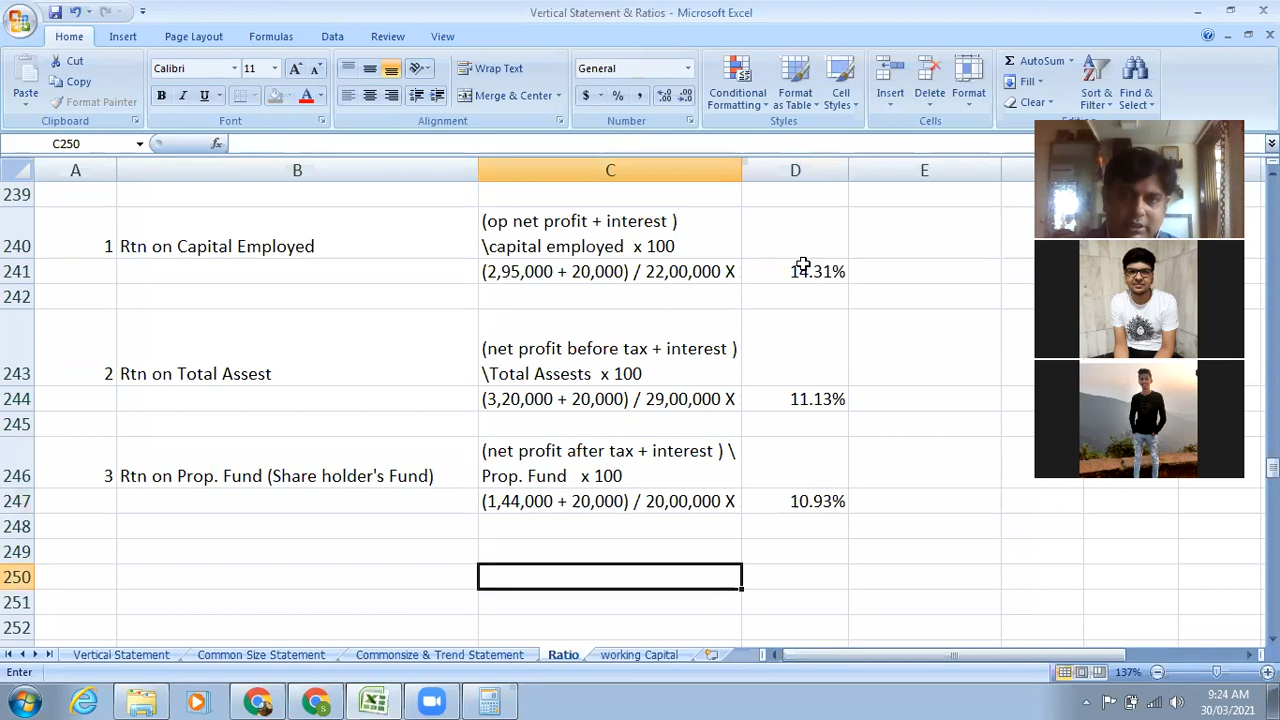 Vertical Statement & Ratios - Microsoft Excel
Home Insert Page Layout Formulas Data Review View
Cut
Copy
Format Painter
Paste
Calibri 11
B I U
Wrap Text
Merge & Center
General
$ % ,
Conditional Formatting
Format as Table
Cell Styles
Insert Delete Format
AutoSum
Fill
Clear
Sort & Filter
Find & Select
Clipboard Font Alignment Number Styles Cells
C250 fx
A B C D E
239
240 1 Rtn on Capital Employed (op net profit + interest )
\capital employed x 100
241 (2,95,000 + 20,000) / 22,00,000 X 14.31%
242
243 2 Rtn on Total Assest (net profit before tax + interest )
\Total Assests x 100
244 (3,20,000 + 20,000) / 29,00,000 X 11.13%
245
246 3 Rtn on Prop. Fund (Share holder's Fund) (net profit after tax + interest ) \
Prop. Fund x 100
247 (1,44,000 + 20,000) / 20,00,000 X 10.93%
248
249
250
251
252
Vertical Statement Common Size Statement Commonsize & Trend Statement Ratio working Capital
Enter 137%
9:24 AM
30/03/2021